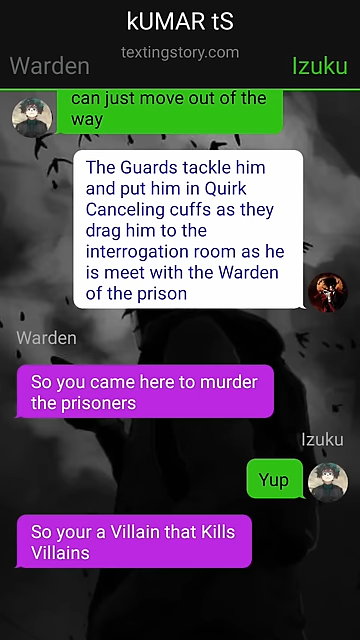 kUMAR tS
textingstory.com
Warden
Izuku
can just move out of the
way
The Guards tackle him
and put him in Quirk
Canceling cuffs as they
drag him to the
interrogation room as he
is meet with the Warden
of the prison
Warden
So you came here to murder
the prisoners
Izuku
Yup
So your a Villain that Kills
Villains